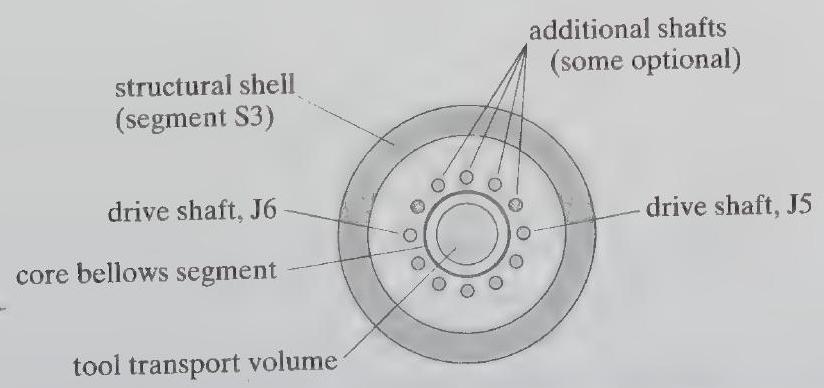 additional shafts
(some optional)
structural shell
(segment S3)
drive shaft, J6
drive shaft, J5
core bellows segment
tool transport volume